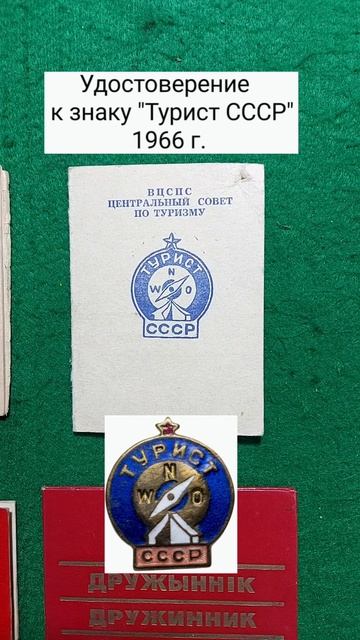 Удостоверение
к знаку "Турист СССР"
1966 г.
ВЦСПС
ЦЕНТРАЛЬНЫЙ СОВЕТ
ПО ТУРИЗМУ
ТУРИСТ
N
W O
СССР
ТУРИСТ
N
W O
СССР
ДРУЖЫННІК
ДРУЖИННИК